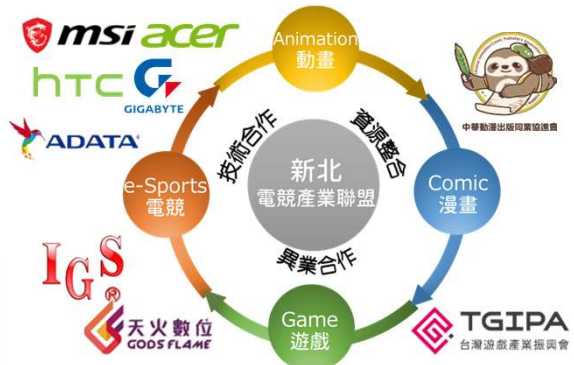 msi acer
hTC
GIGABYTE
ADATA
Animation
動畫
中華動漫出版同業協進會
技術合作
資源整合
新北
電競產業聯盟
e-Sports
電競
Comic
漫畫
異業合作
IGS
®
天火數位
GODS FLAME
Game
遊戲
TGIPA
台灣遊戲產業振興會